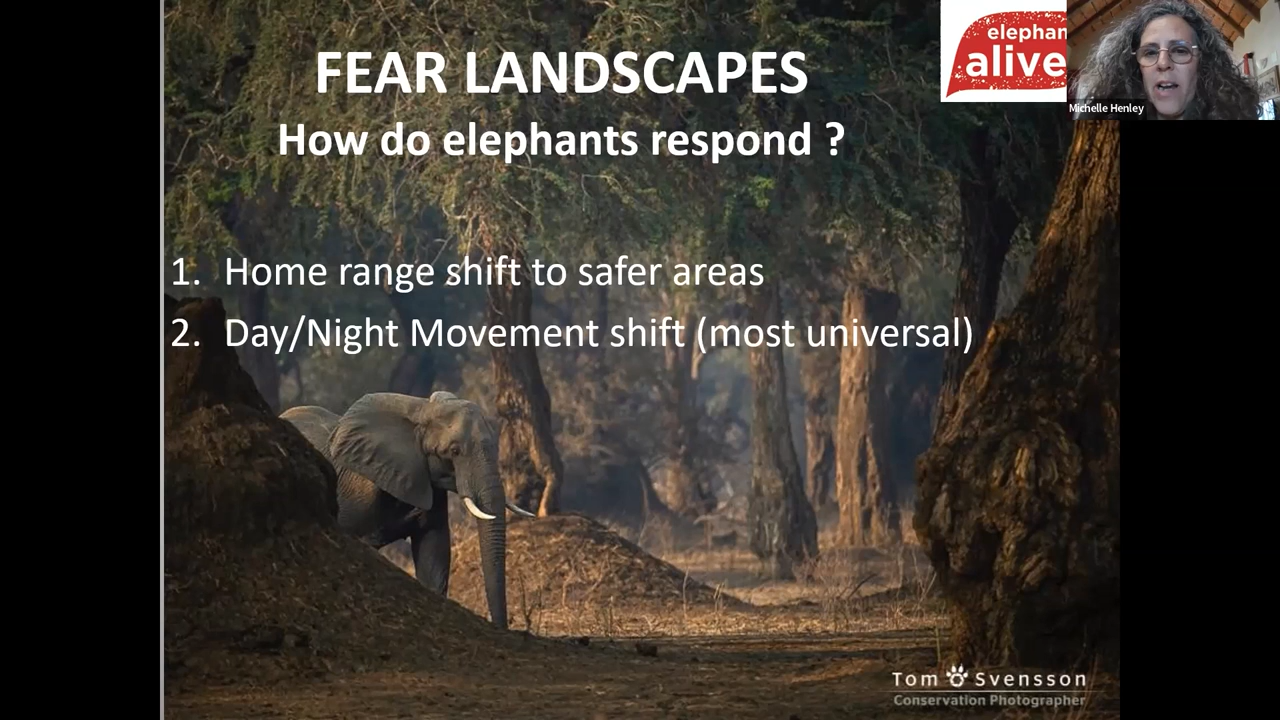 FEAR LANDSCAPES
How do elephants respond ?
1. Home range shift to safer areas
2. Day/Night Movement shift (most universal)
elephan
alive
Michelle Henley
Tom Svensson
Conservation Photographer